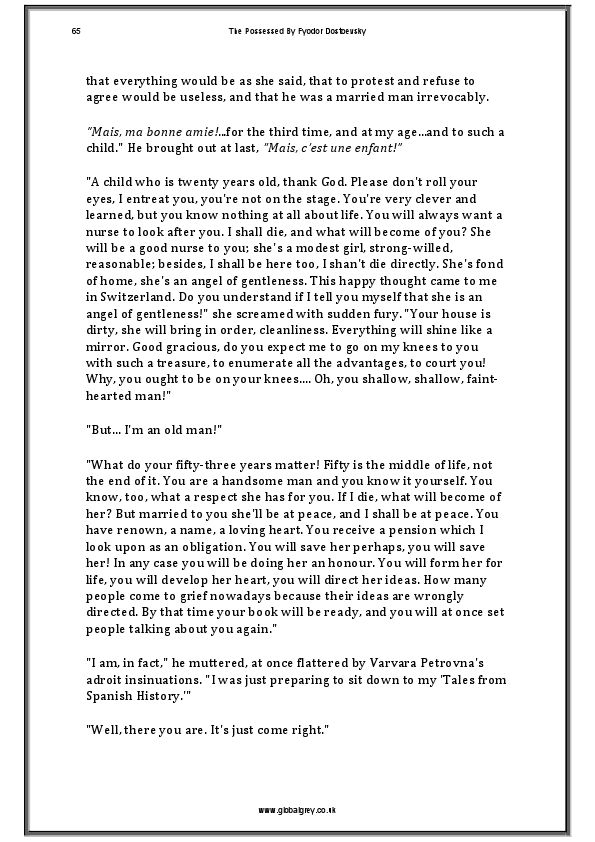 65 The Possessed By Fyodor Dostoevsky
that everything would be as she said, that to protest and refuse to
agree would be useless, and that he was a married man irrevocably.
"Mais, ma bonne amie!...for the third time, and at my age...and to such a
child." He brought out at last, "Mais, c'est une enfant!"
"A child who is twenty years old, thank God. Please don't roll your
eyes, I entreat you, you're not on the stage. You're very clever and
learned, but you know nothing at all about life. You will always want a
nurse to look after you. I shall die, and what will become of you? She
will be a good nurse to you; she's a modest girl, strong-willed,
reasonable; besides, I shall be here too, I shan't die directly. She's fond
of home, she's an angel of gentleness. This happy thought came to me
in Switzerland. Do you understand if I tell you myself that she is an
angel of gentleness!" she screamed with sudden fury. "Your house is
dirty, she will bring in order, cleanliness. Everything will shine like a
mirror. Good gracious, do you expect me to go on my knees to you
with such a treasure, to enumerate all the advantages, to court you!
Why, you ought to be on your knees.... Oh, you shallow, shallow, faint-
hearted man!"
"But... I'm an old man!"
"What do your fifty-three years matter! Fifty is the middle of life, not
the end of it. You are a handsome man and you know it yourself. You
know, too, what a respect she has for you. If I die, what will become of
her? But married to you she'll be at peace, and I shall be at peace. You
have renown, a name, a loving heart. You receive a pension which I
look upon as an obligation. You will save her perhaps, you will save
her! In any case you will be doing her an honour. You will form her for
life, you will develop her heart, you will direct her ideas. How many
people come to grief nowadays because their ideas are wrongly
directed. By that time your book will be ready, and you will at once set
people talking about you again."
"I am, in fact," he muttered, at once flattered by Varvara Petrovna's
adroit insinuations. "I was just preparing to sit down to my 'Tales from
Spanish History.'"
"Well, there you are. It's just come right."
www.globalgrey.co.uk